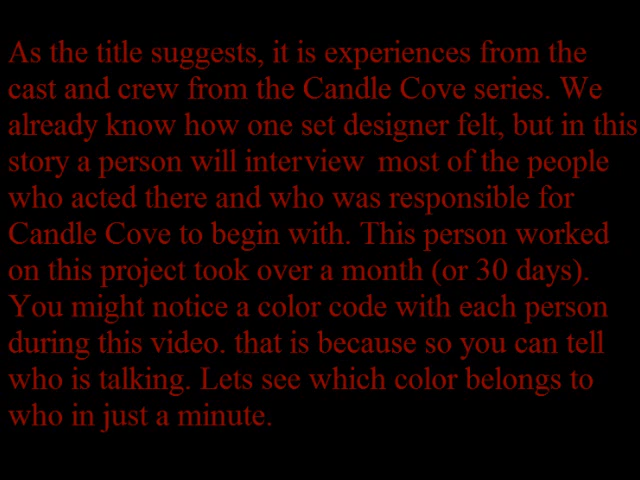 As the title suggests, it is experiences from the
cast and crew from the Candle Cove series. We
already know how one set designer felt, but in this
story a person will interview most of the people
who acted there and who was responsible for
Candle Cove to begin with. This person worked
on this project took over a month (or 30 days).
You might notice a color code with each person
during this video. that is because so you can tell
who is talking. Lets see which color belongs to
who in just a minute.